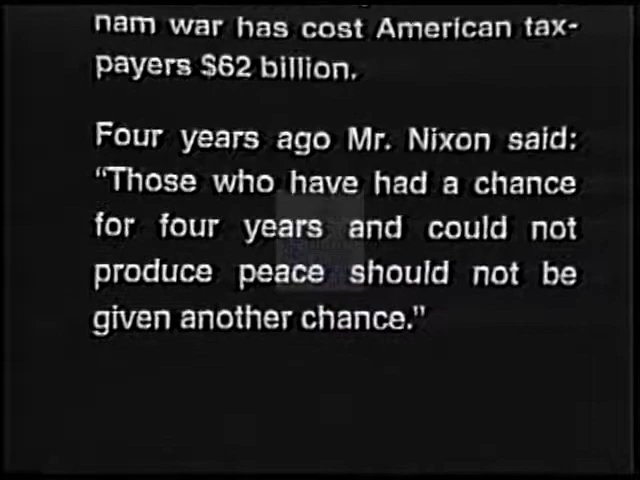 nam war has cost American tax-
payers $62 billion.
Four years ago Mr. Nixon said:
“Those who have had a chance
for four years and could not
produce peace should not be
given another chance.”